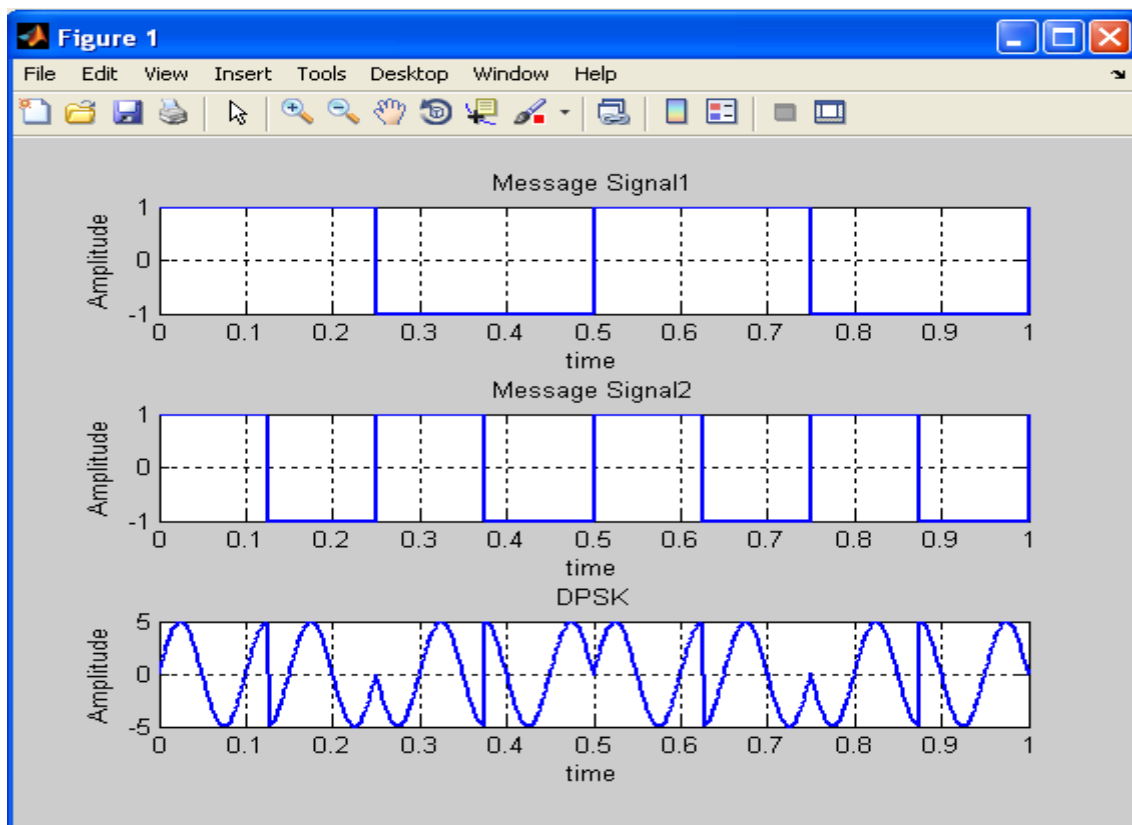 Figure 1
File Edit View Insert Tools Desktop Window Help
Message Signal1
Amplitude
1
0
-1
0 0.1 0.2 0.3 0.4 0.5 0.6 0.7 0.8 0.9 1
time
Message Signal2
Amplitude
1
0
-1
0 0.1 0.2 0.3 0.4 0.5 0.6 0.7 0.8 0.9 1
time
DPSK
Amplitude
5
0
-5
0 0.1 0.2 0.3 0.4 0.5 0.6 0.7 0.8 0.9 1
time